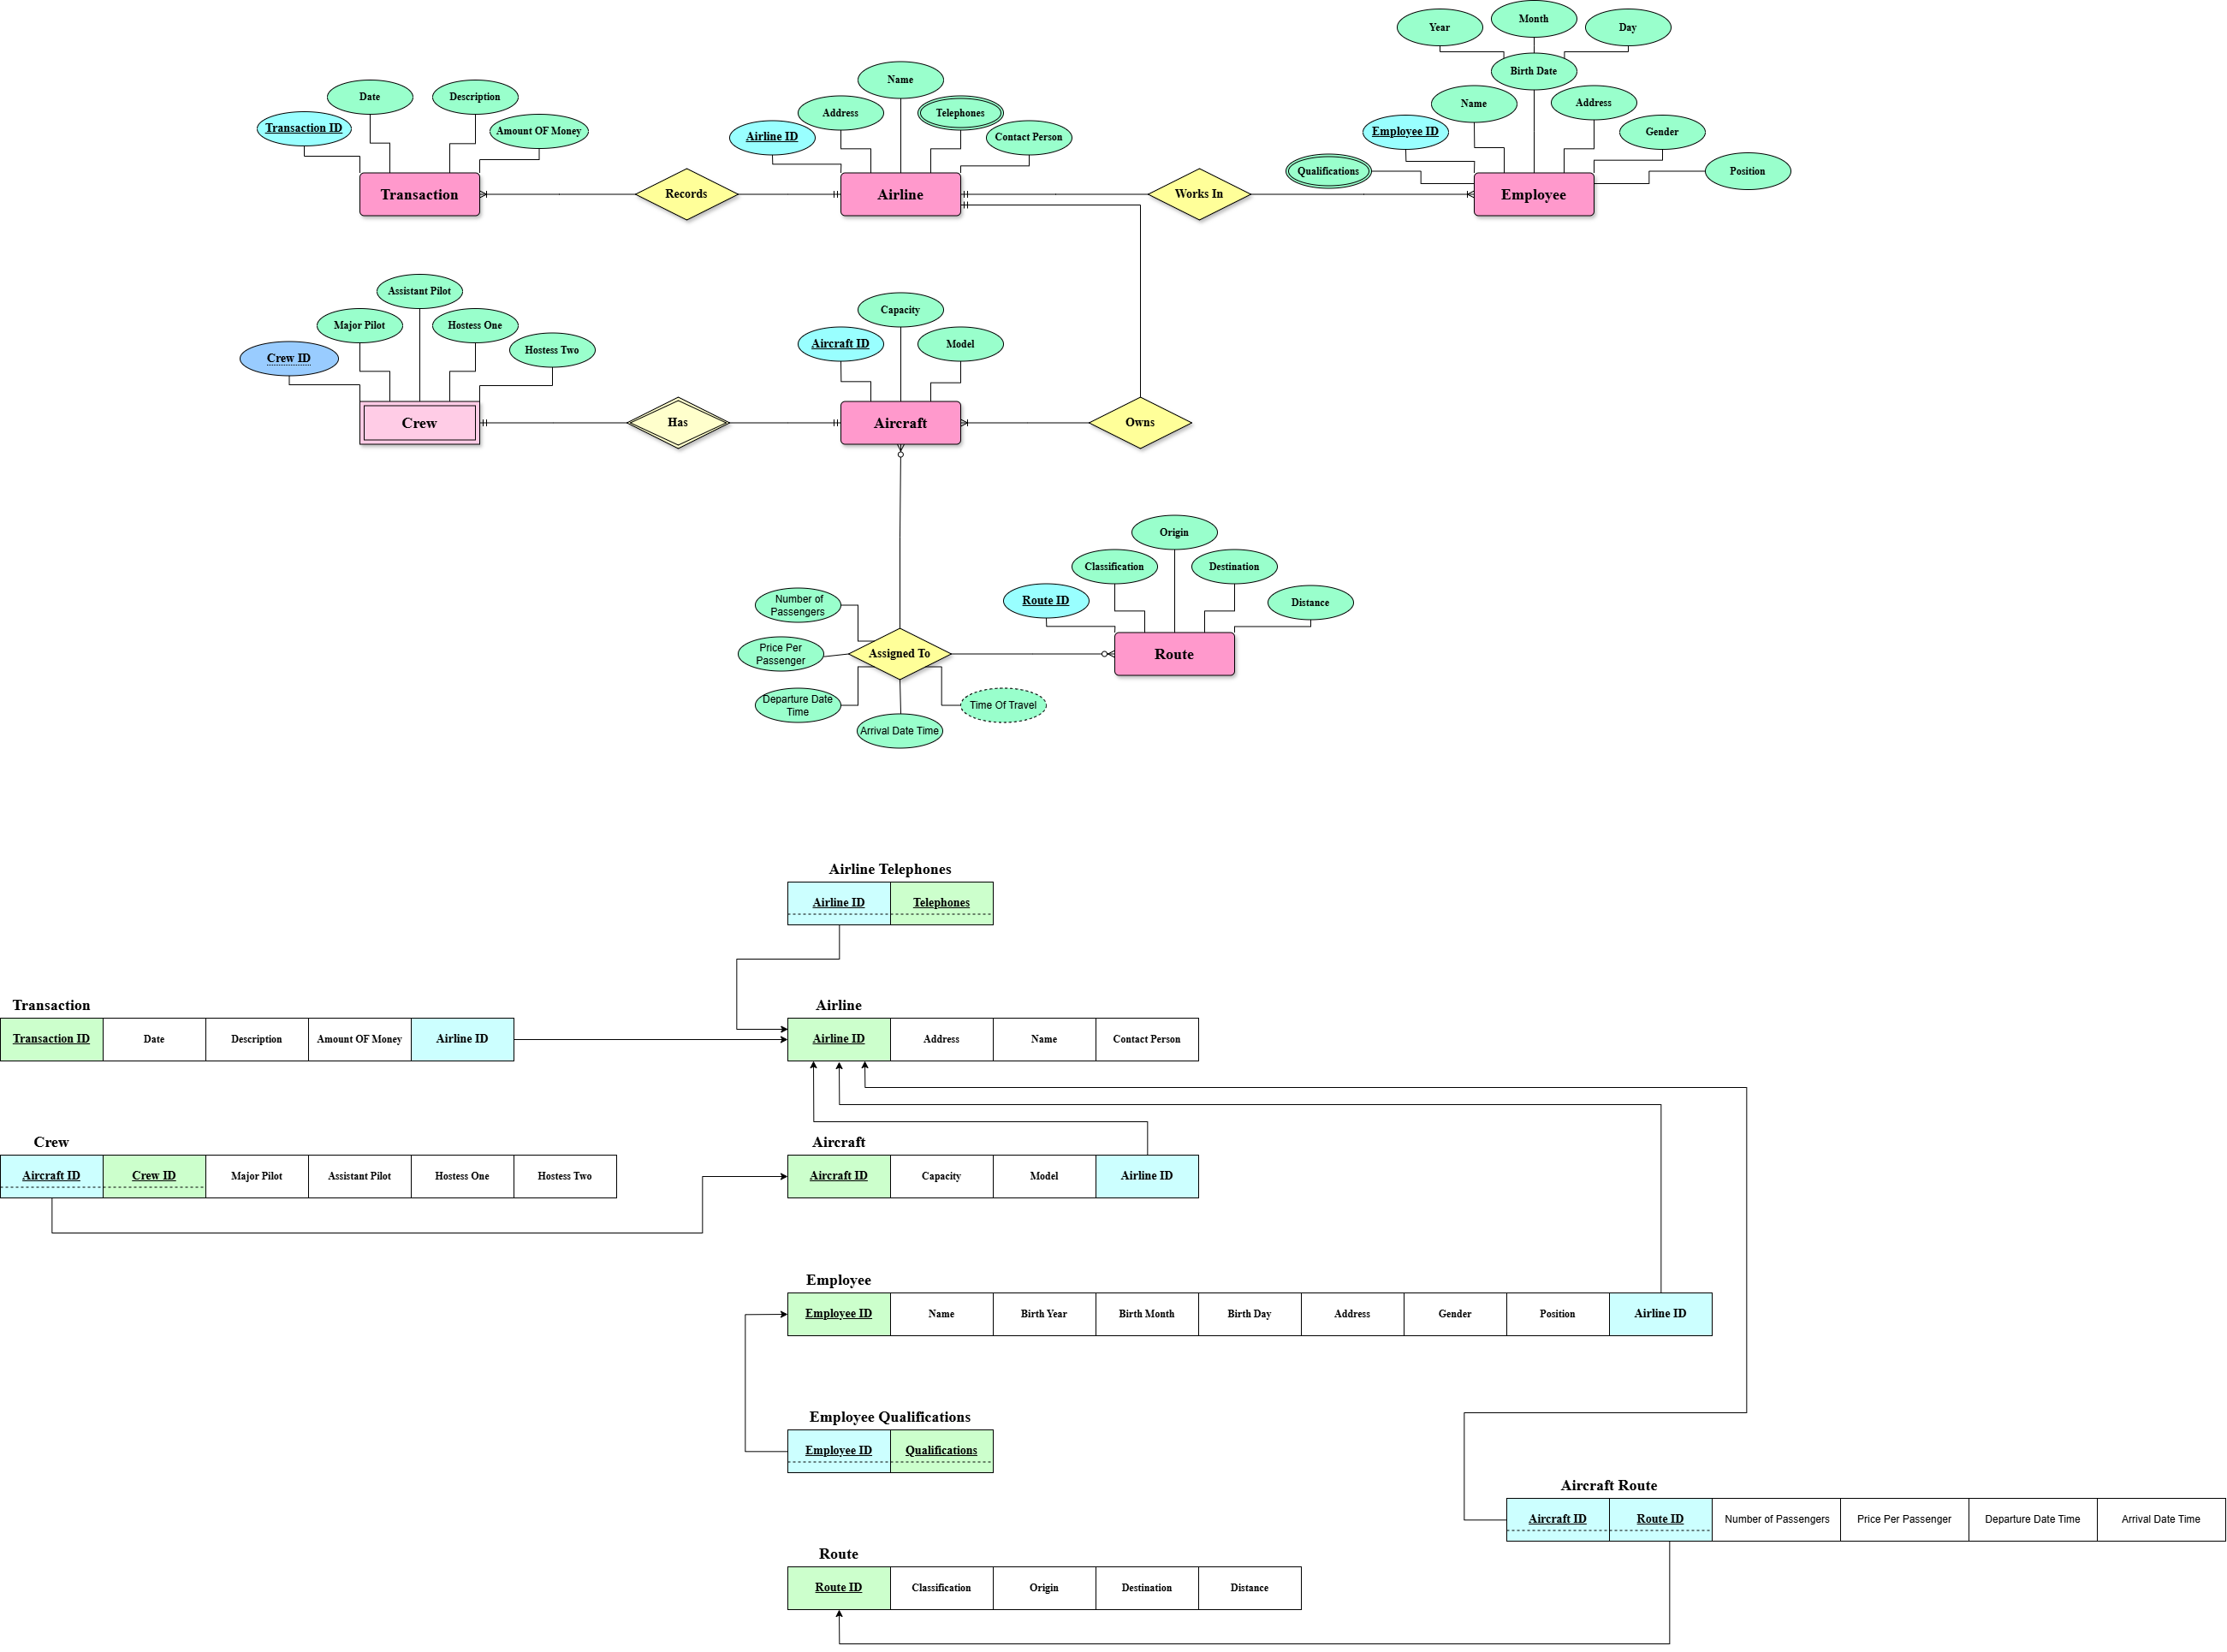 Year
Month
Day
Birth Date
Name
Date
Description
Name
Address
Address
Telephones
Transaction ID
Amount OF Money
Airline ID
Contact Person
Employee ID
Gender
Qualifications
Position
Transaction
Records
Airline
Works In
Employee
Assistant Pilot
Major Pilot
Hostess One
Capacity
Crew ID
Hostess Two
Aircraft ID
Model
Crew
Has
Aircraft
Owns
Origin
Classification
Destination
Number of
Passengers
Route ID
Distance
Price Per
Passenger
Assigned To
Route
Departure Date
Time
Time Of Travel
Arrival Date Time
Airline Telephones
Airline ID Telephones
Transaction
Transaction ID Date Description Amount OF Money Airline ID
Airline
Airline ID Address Name Contact Person
Crew
Aircraft ID Crew ID Major Pilot Assistant Pilot Hostess One Hostess Two
Aircraft
Aircraft ID Capacity Model Airline ID
Employee
Employee ID Name Birth Year Birth Month Birth Day Address Gender Position Airline ID
Employee Qualifications
Employee ID Qualifications
Aircraft Route
Aircraft ID Route ID Number of Passengers Price Per Passenger Departure Date Time Arrival Date Time
Route
Route ID Classification Origin Destination Distance